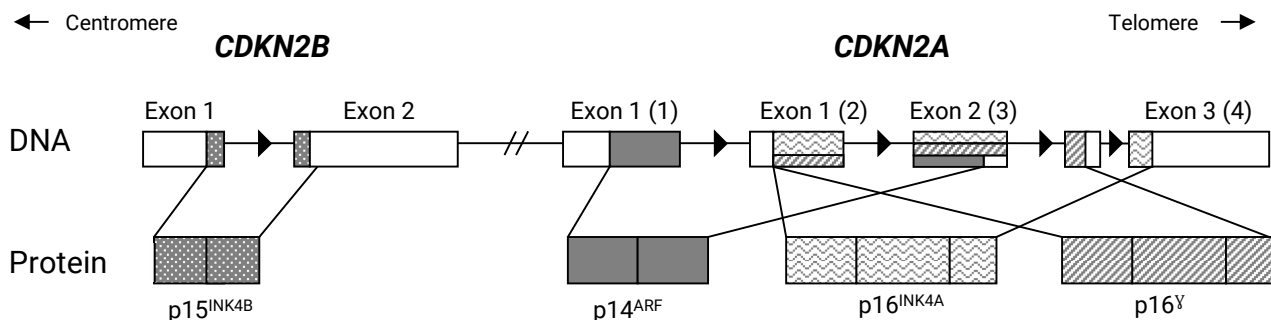 Centromere
Telomere
CDKN2B
CDKN2A
Exon 1
Exon 2
Exon 1 (1)
Exon 1 (2)
Exon 2 (3)
Exon 3 (4)
DNA
Protein
p15INK4B
p14ARF
p16INK4A
p16Ɣ